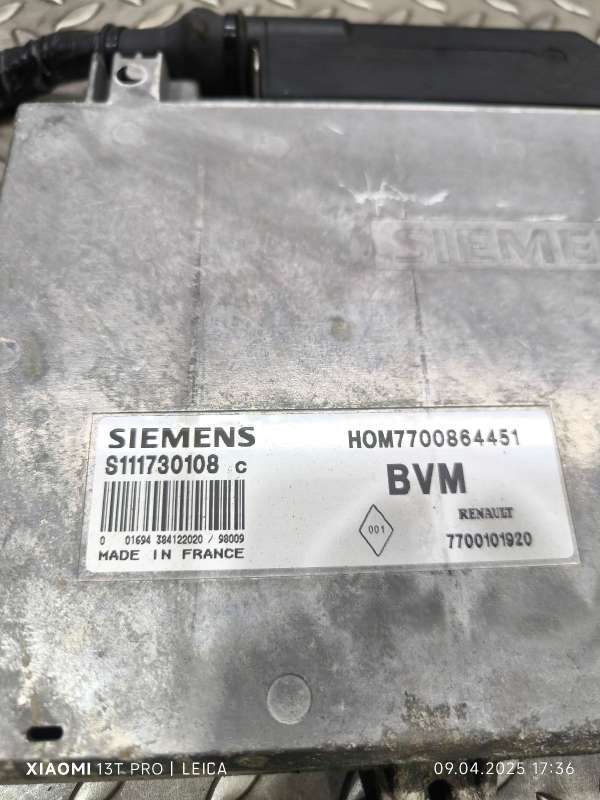 SIEMENS
SIEMENS HOM7700864451
S111730108 C BVM
001 RENAULT
0 01694 384122020 / 98009 7700101920
MADE IN FRANCE
XIAOMI 13T PRO | LEICA 09.04.2025 17:36